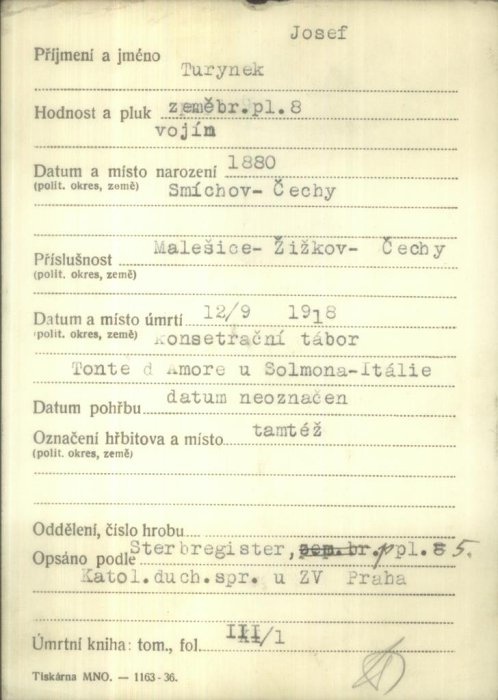 Josef
Příjmení a jméno
Turynek
Hodnost a pluk zeměbr.pl.8
vojín
Datum a místo narození 1880
(polit. okres, země) Smíchov- Čechy
Malešice- Žižkov- Čechy
Příslušnost
(polit. okres, země)
Datum a místo úmrtí 12/9 1918
(polit. okres, země) Konsetrační tábor
Tonte d Amore u Solmona-Itálie
Datum pohřbu datum neoznačen
Označení hřbitova a místo tamtéž
(polit. okres, země)
Oddělení, číslo hrobu
Opsáno podle Sterbregister, zem.br.ppl. 5.
Katol.duch.spr. u ZV Praha
Úmrtní kniha: tom., fol. III/1
Tiskárna MNO. — 1163-36.